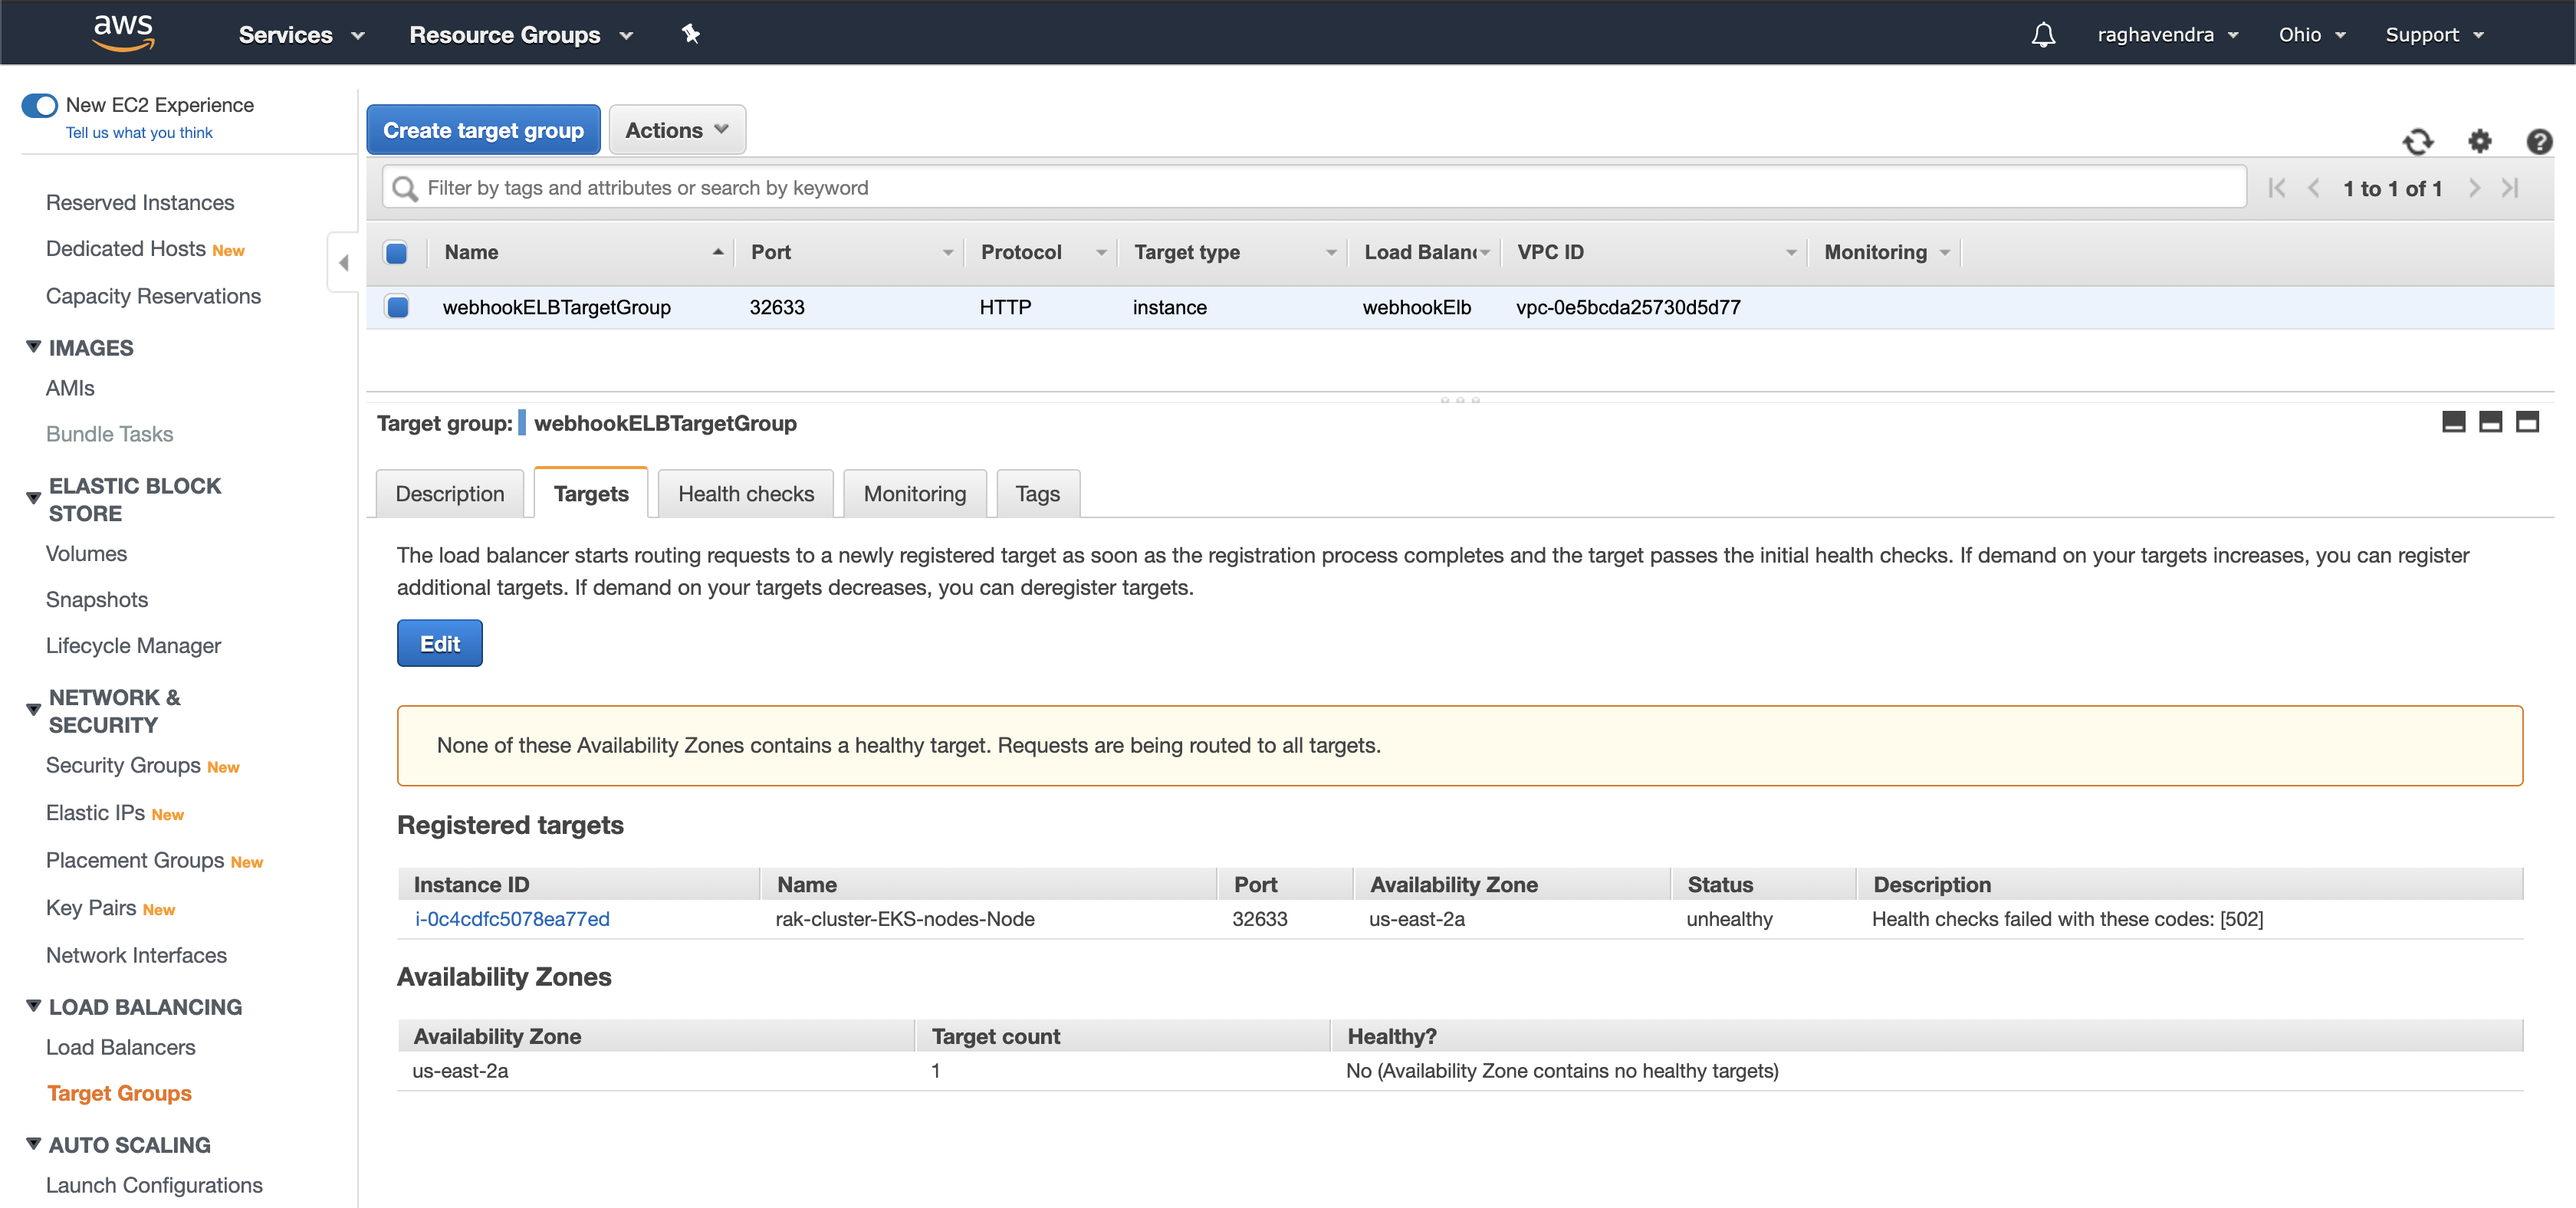 aws Services Resource Groups raghavendra Ohio Support
New EC2 Experience
Tell us what you think
Reserved Instances
Dedicated Hosts New
Capacity Reservations
IMAGES
AMIs
Bundle Tasks
ELASTIC BLOCK
STORE
Volumes
Snapshots
Lifecycle Manager
NETWORK &
SECURITY
Security Groups New
Elastic IPs New
Placement Groups New
Key Pairs New
Network Interfaces
LOAD BALANCING
Load Balancers
Target Groups
AUTO SCALING
Launch Configurations
Create target group Actions
Filter by tags and attributes or search by keyword 1 to 1 of 1
Name Port Protocol Target type Load Balan VPC ID Monitoring
webhookELBTargetGroup 32633 HTTP instance webhookElb vpc-0e5bcda25730d5d77
Target group: webhookELBTargetGroup
Description Targets Health checks Monitoring Tags
The load balancer starts routing requests to a newly registered target as soon as the registration process completes and the target passes the initial health checks. If demand on your targets increases, you can register
additional targets. If demand on your targets decreases, you can deregister targets.
Edit
None of these Availability Zones contains a healthy target. Requests are being routed to all targets.
Registered targets
Instance ID Name Port Availability Zone Status Description
i-0c4cdfc5078ea77ed rak-cluster-EKS-nodes-Node 32633 us-east-2a unhealthy Health checks failed with these codes: [502]
Availability Zones
Availability Zone Target count Healthy?
us-east-2a 1 No (Availability Zone contains no healthy targets)